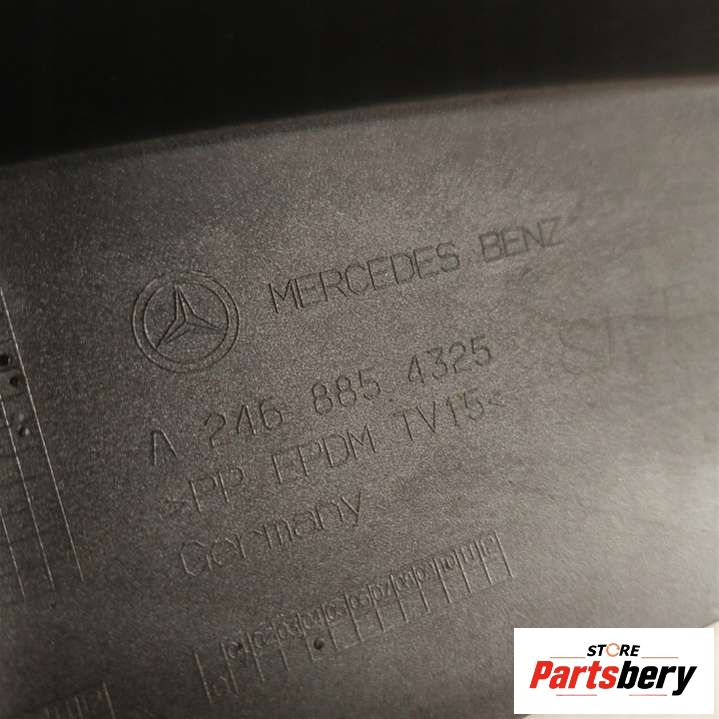 MERCEDES BENZ
A 246 885 4325
>PP EPDM TV15<
Germany
STORE
Partsbery